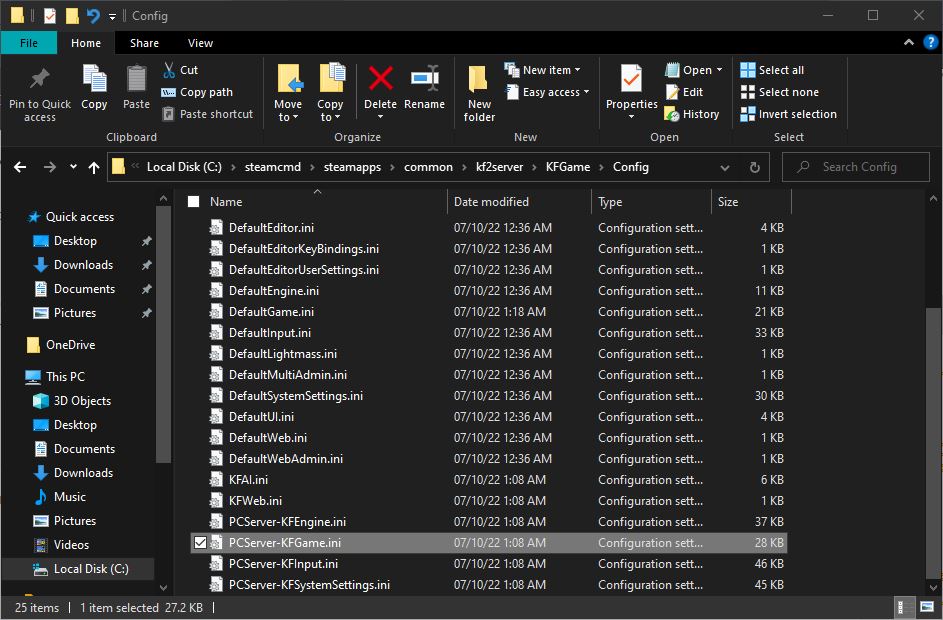 Config
File Home Share View
Pin to Quick access
Copy
Paste
Cut
Copy path
Paste shortcut
Clipboard
Move to
Copy to
Delete
Rename
Organize
New folder
New item
Easy access
New
Properties
Open
Edit
History
Open
Select all
Select none
Invert selection
Select
« Local Disk (C:) › steamcmd › steamapps › common › kf2server › KFGame › Config
Search Config
Quick access
Desktop
Downloads
Documents
Pictures
OneDrive
This PC
3D Objects
Desktop
Documents
Downloads
Music
Pictures
Videos
Local Disk (C:)
Name Date modified Type Size
DefaultEditor.ini 07/10/22 12:36 AM Configuration sett... 4 KB
DefaultEditorKeyBindings.ini 07/10/22 12:36 AM Configuration sett... 1 KB
DefaultEditorUserSettings.ini 07/10/22 12:36 AM Configuration sett... 1 KB
DefaultEngine.ini 07/10/22 12:36 AM Configuration sett... 11 KB
DefaultGame.ini 07/10/22 1:18 AM Configuration sett... 21 KB
DefaultInput.ini 07/10/22 12:36 AM Configuration sett... 33 KB
DefaultLightmass.ini 07/10/22 12:36 AM Configuration sett... 1 KB
DefaultMultiAdmin.ini 07/10/22 12:36 AM Configuration sett... 1 KB
DefaultSystemSettings.ini 07/10/22 12:36 AM Configuration sett... 30 KB
DefaultUI.ini 07/10/22 12:36 AM Configuration sett... 4 KB
DefaultWeb.ini 07/10/22 12:36 AM Configuration sett... 1 KB
DefaultWebAdmin.ini 07/10/22 12:36 AM Configuration sett... 1 KB
KFAI.ini 07/10/22 1:08 AM Configuration sett... 6 KB
KFWeb.ini 07/10/22 1:08 AM Configuration sett... 1 KB
PCServer-KFEngine.ini 07/10/22 1:08 AM Configuration sett... 37 KB
PCServer-KFGame.ini 07/10/22 1:08 AM Configuration sett... 28 KB
PCServer-KFInput.ini 07/10/22 1:08 AM Configuration sett... 46 KB
PCServer-KFSystemSettings.ini 07/10/22 1:08 AM Configuration sett... 45 KB
25 items | 1 item selected 27.2 KB |